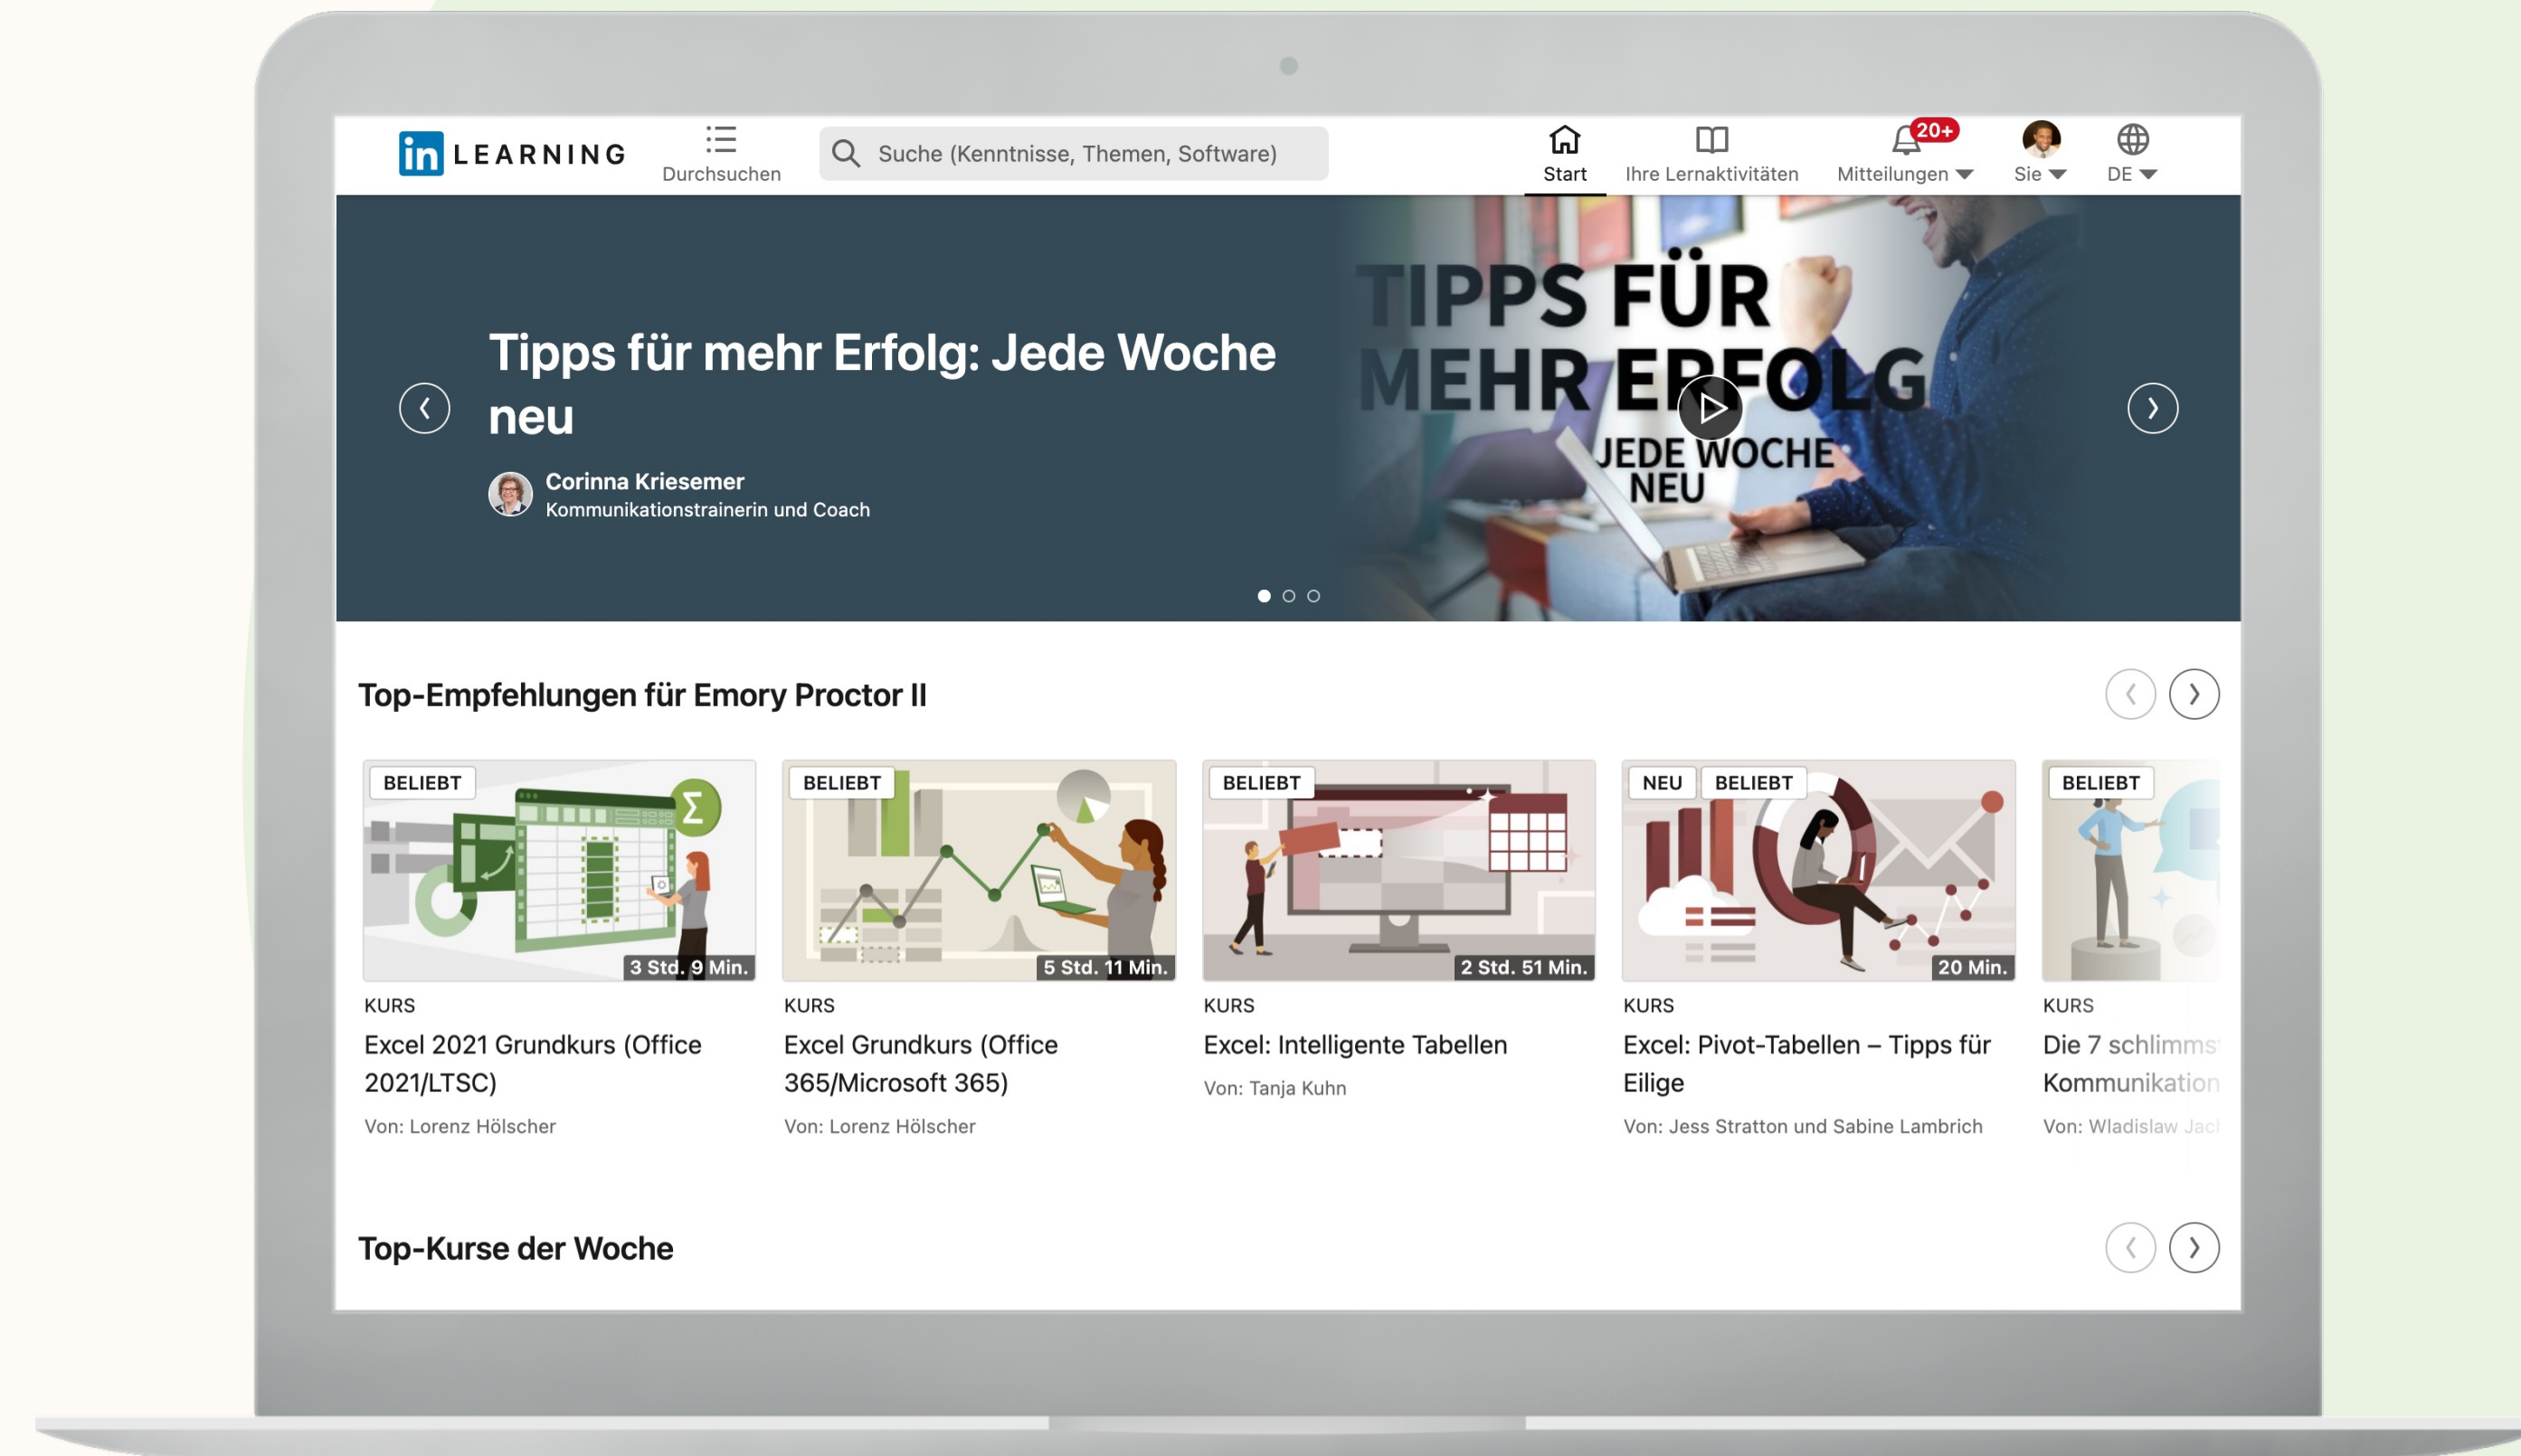 in LEARNING
Durchsuchen
Suche (Kenntnisse, Themen, Software)
Start
Ihre Lernaktivitäten
20+
Mitteilungen
Sie
DE
Tipps für mehr Erfolg: Jede Woche
neu
Corinna Kriesemer
Kommunikationstrainerin und Coach
TIPPS FÜR
MEHR ERFOLG
JEDE WOCHE
NEU
Top-Empfehlungen für Emory Proctor II
BELIEBT
3 Std. 9 Min.
KURS
Excel 2021 Grundkurs (Office
2021/LTSC)
Von: Lorenz Hölscher
BELIEBT
5 Std. 11 Min.
KURS
Excel Grundkurs (Office
365/Microsoft 365)
Von: Lorenz Hölscher
BELIEBT
2 Std. 51 Min.
KURS
Excel: Intelligente Tabellen
Von: Tanja Kuhn
NEU BELIEBT
20 Min.
KURS
Excel: Pivot-Tabellen – Tipps für
Eilige
Von: Jess Stratton und Sabine Lambrich
BELIEBT
KURS
Die 7
Von: Wladislaw
Top-Kurse der Woche